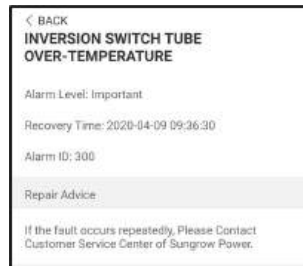 < BACK
INVERSION SWITCH TUBE
OVER-TEMPERATURE
Alarm Level: Important
Recovery Time: 2020-04-09 09:36:30
Alarm ID: 300
Repair Advice
If the fault occurs repeatedly, Please Contact
Customer Service Center of Sungrow Power.